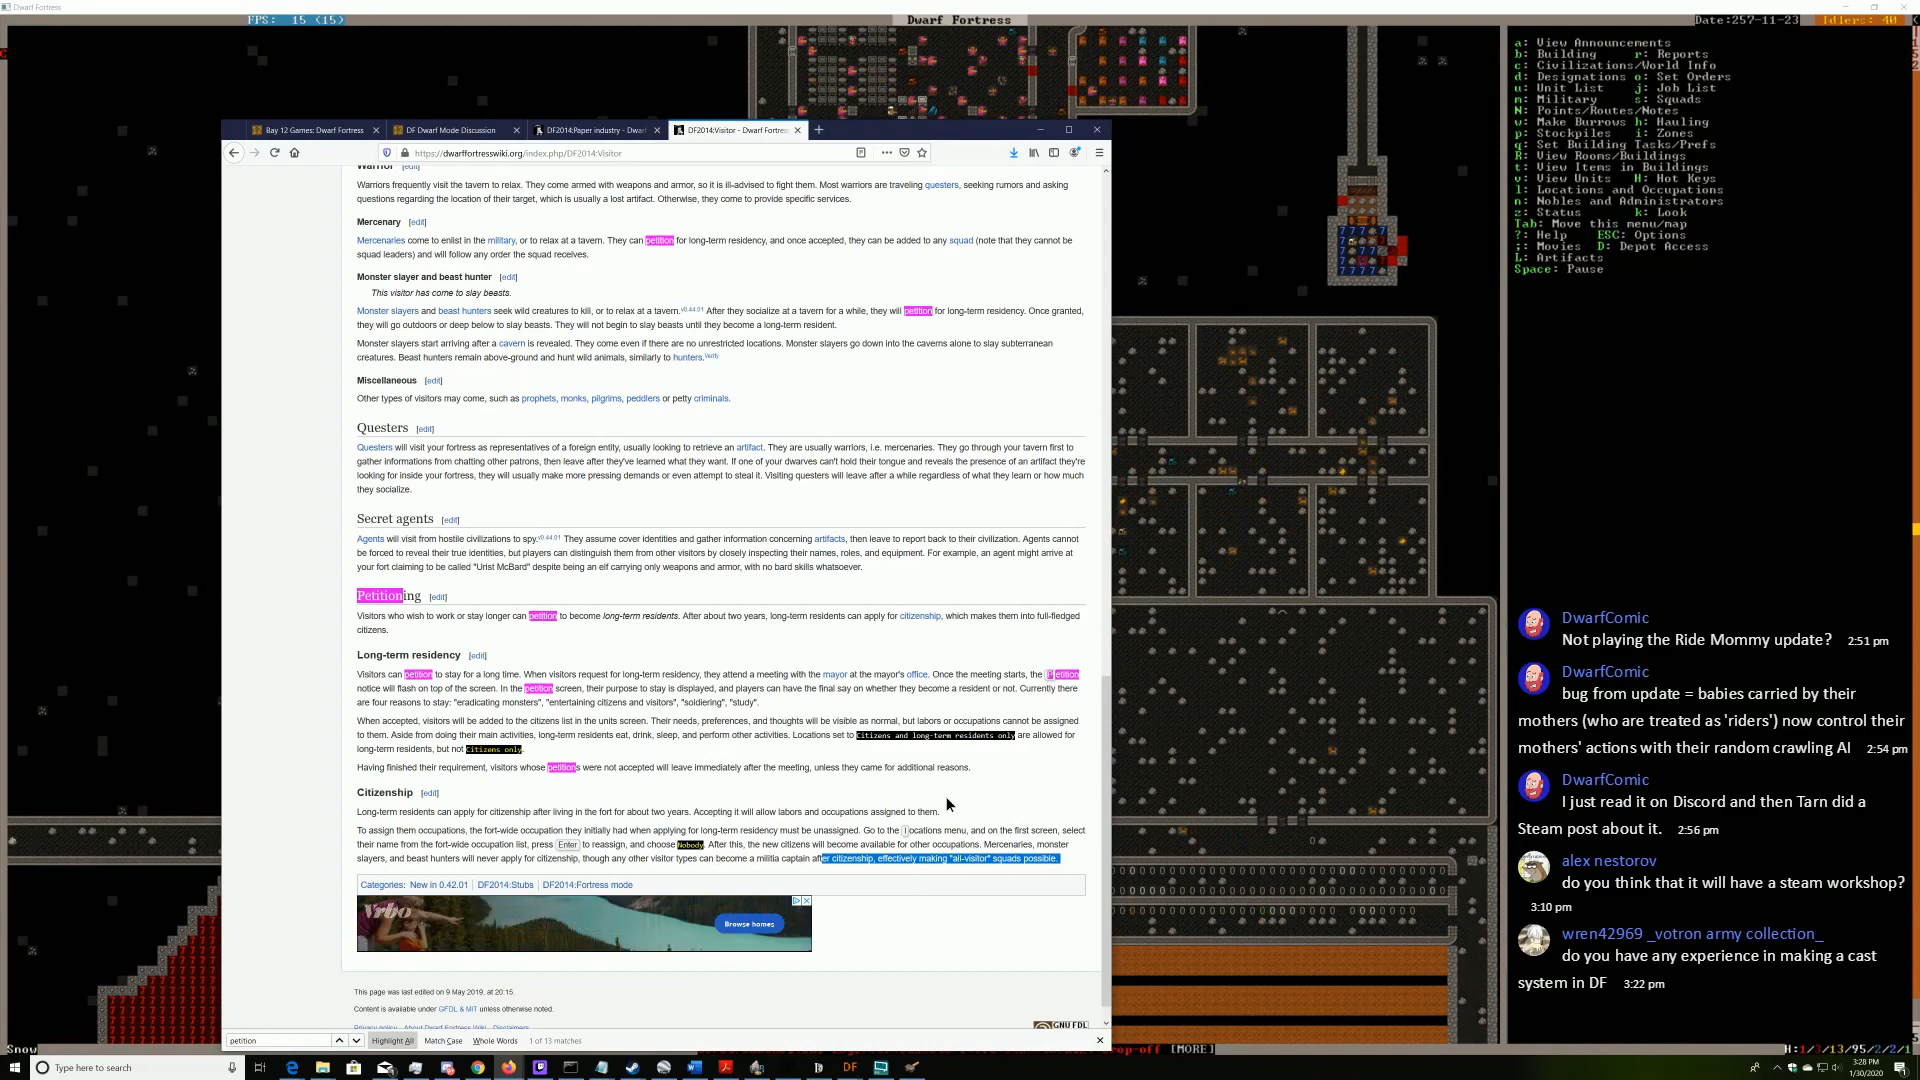 Dwarf Fortress
FPS: 15 (15)
Dwarf Fortress
Date:257-11-23
Idlers: 40
a: View Announcements
b: Building r: Reports
c: Civilizations/World Info
d: Designations o: Set Orders
u: Unit List j: Job List
m: Military s: Squads
N: Points/Routes/Notes
w: Make Burrows h: Hauling
p: Stockpiles i: Zones
q: Set Building Tasks/Prefs
R: View Rooms/Buildings
t: View Items in Buildings
v: View Units H: Hot Keys
l: Locations and Occupations
n: Nobles and Administrators
z: Status k: Look
Tab: Move this menu/map
?: Help ESC: Options
;: Movies D: Depot Access
L: Artifacts
Space: Pause
Bay 12 Games: Dwarf Fortress
DF Dwarf Mode Discussion
DF2014:Paper industry - Dwar
DF2014:Visitor - Dwarf Fortres
https://dwarffortresswiki.org/index.php/DF2014:Visitor
Warrior [edit]
Warriors frequently visit the tavern to relax. They come armed with weapons and armor, so it is ill-advised to fight them. Most warriors are traveling questers, seeking rumors and asking
questions regarding the location of their target, which is usually a lost artifact. Otherwise, they come to provide specific services.
Mercenary [edit]
Mercenaries come to enlist in the military, or to relax at a tavern. They can petition for long-term residency, and once accepted, they can be added to any squad (note that they cannot be
squad leaders) and will follow any order the squad receives.
Monster slayer and beast hunter [edit]
This visitor has come to slay beasts.
Monster slayers and beast hunters seek wild creatures to kill, or to relax at a tavern.v0.44.01 After they socialize at a tavern for a while, they will petition for long-term residency. Once granted,
they will go outdoors or deep below to slay beasts. They will not begin to slay beasts until they become a long-term resident.
Monster slayers start arriving after a cavern is revealed. They come even if there are no unrestricted locations. Monster slayers go down into the caverns alone to slay subterranean
creatures. Beast hunters remain above-ground and hunt wild animals, similarly to hunters.Verify
Miscellaneous [edit]
Other types of visitors may come, such as prophets, monks, pilgrims, peddlers or petty criminals.
Questers [edit]
Questers will visit your fortress as representatives of a foreign entity, usually looking to retrieve an artifact. They are usually warriors, i.e. mercenaries. They go through your tavern first to
gather informations from chatting other patrons, then leave after they've learned what they want. If one of your dwarves can't hold their tongue and reveals the presence of an artifact they're
looking for inside your fortress, they will usually make more pressing demands or even attempt to steal it. Visiting questers will leave after a while regardless of what they learn or how much
they socialize.
Secret agents [edit]
Agents will visit from hostile civilizations to spy.v0.44.01 They assume cover identities and gather information concerning artifacts, then leave to report back to their civilization. Agents cannot
be forced to reveal their true identities, but players can distinguish them from other visitors by closely inspecting their names, roles, and equipment. For example, an agent might arrive at
your fort claiming to be called "Urist McBard" despite being an elf carrying only weapons and armor, with no bard skills whatsoever.
Petitioning [edit]
Visitors who wish to work or stay longer can petition to become long-term residents. After about two years, long-term residents can apply for citizenship, which makes them into full-fledged
citizens.
Long-term residency [edit]
Visitors can petition to stay for a long time. When visitors request for long-term residency, they attend a meeting with the mayor at the mayor's office. Once the meeting starts, the petition
notice will flash on top of the screen. In the petition screen, their purpose to stay is displayed, and players can have the final say on whether they become a resident or not. Currently there
are four reasons to stay: "eradicating monsters", "entertaining citizens and visitors", "soldiering", "study".
When accepted, visitors will be added to the citizens list in the units screen. Their needs, preferences, and thoughts will be visible as normal, but labors or occupations cannot be assigned
to them. Aside from doing their main activities, long-term residents eat, drink, sleep, and perform other activities. Locations set to Citizens and long-term residents only are allowed for
long-term residents, but not Citizens only.
Having finished their requirement, visitors whose petitions were not accepted will leave immediately after the meeting, unless they came for additional reasons.
Citizenship [edit]
Long-term residents can apply for citizenship after living in the fort for about two years. Accepting it will allow labors and occupations assigned to them.
To assign them occupations, the fort-wide occupation they initially had when applying for long-term residency must be unassigned. Go to the locations menu, and on the first screen, select
their name from the fort-wide occupation list, press Enter to reassign, and choose Nobody. After this, the new citizens will become available for other occupations. Mercenaries, monster
slayers, and beast hunters will never apply for citizenship, though any other visitor types can become a militia captain after citizenship, effectively making "all-visitor" squads possible.
Categories: New in 0.42.01 | DF2014:Stubs | DF2014:Fortress mode
Vrbo
Browse homes
This page was last edited on 9 May 2019, at 20:15.
Content is available under GFDL & MIT unless otherwise noted.
Privacy policy About Dwarf Fortress Wiki Disclaimers
GNU FDL
petition
Highlight All
Match Case
Whole Words
1 of 13 matches
DwarfComic
Not playing the Ride Mommy update? 2:51 pm
DwarfComic
bug from update = babies carried by their
mothers (who are treated as 'riders') now control their
mothers' actions with their random crawling AI 2:54 pm
DwarfComic
I just read it on Discord and then Tarn did a
Steam post about it. 2:56 pm
alex nestorov
do you think that it will have a steam workshop?
3:10 pm
wren42969 _votron army collection_
do you have any experience in making a cast
system in DF 3:22 pm
Snow
rop-off [MORE]
H:1/3/13/95/2/2/1
Type here to search
3:28 PM
1/30/2020